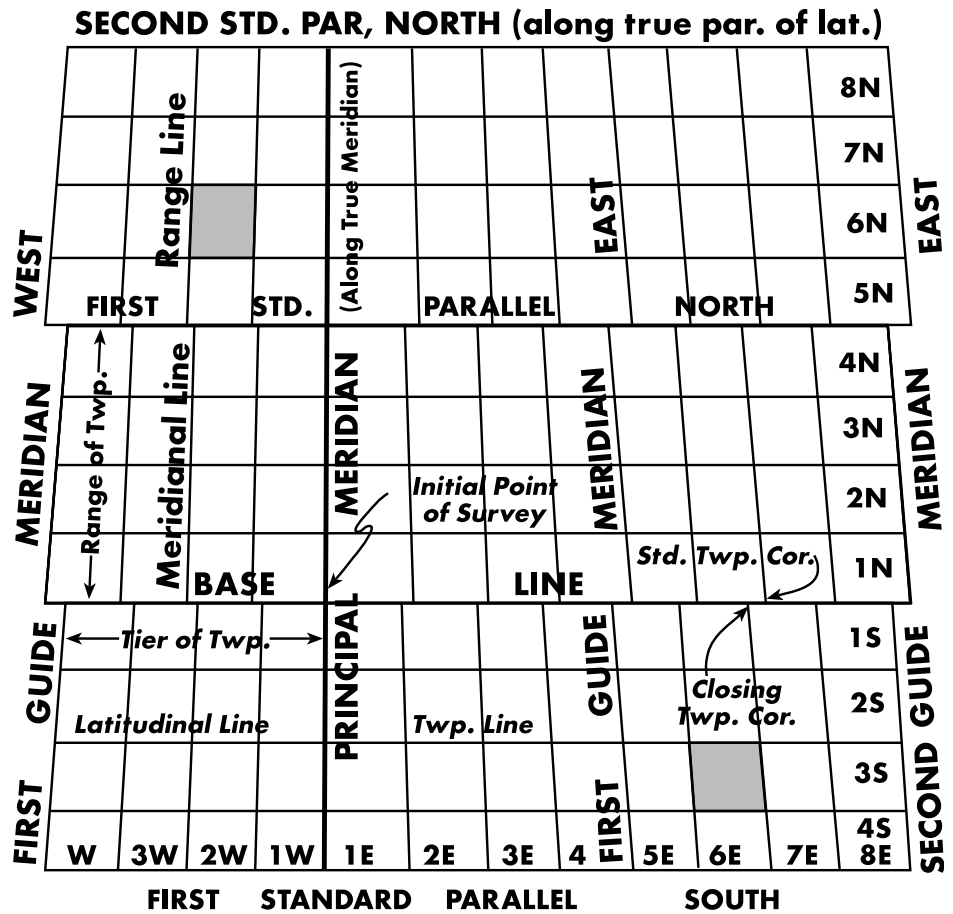 SECOND STD. PAR, NORTH (along true par. of lat.)
8N
7N
6N
5N
Range Line
(Along True Meridian)
WEST
EAST
EAST
FIRST STD. PARALLEL NORTH
4N
3N
2N
1N
Range of Twp.
Meridianal Line
MERIDIAN
MERIDIAN
MERIDIAN
MERIDIAN
Initial Point
of Survey
Std. Twp. Cor.
BASE LINE
1S
2S
3S
4S
Tier of Twp.
Latitudinal Line
Twp. Line
Closing
Twp. Cor.
PRINCIPAL
FIRST GUIDE
FIRST GUIDE
SECOND GUIDE
W 3W 2W 1W 1E 2E 3E 4 5E 6E 7E 8E
FIRST STANDARD PARALLEL SOUTH